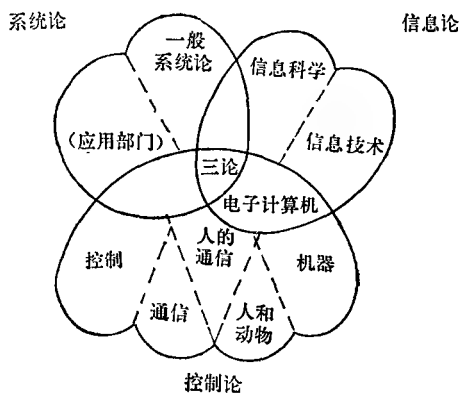 系统论
信息论
一般
系统论
信息科学
（应用部门）
信息技术
三论
电子计算机
控制
人的
通信
机器
通信
人和
动物
控制论